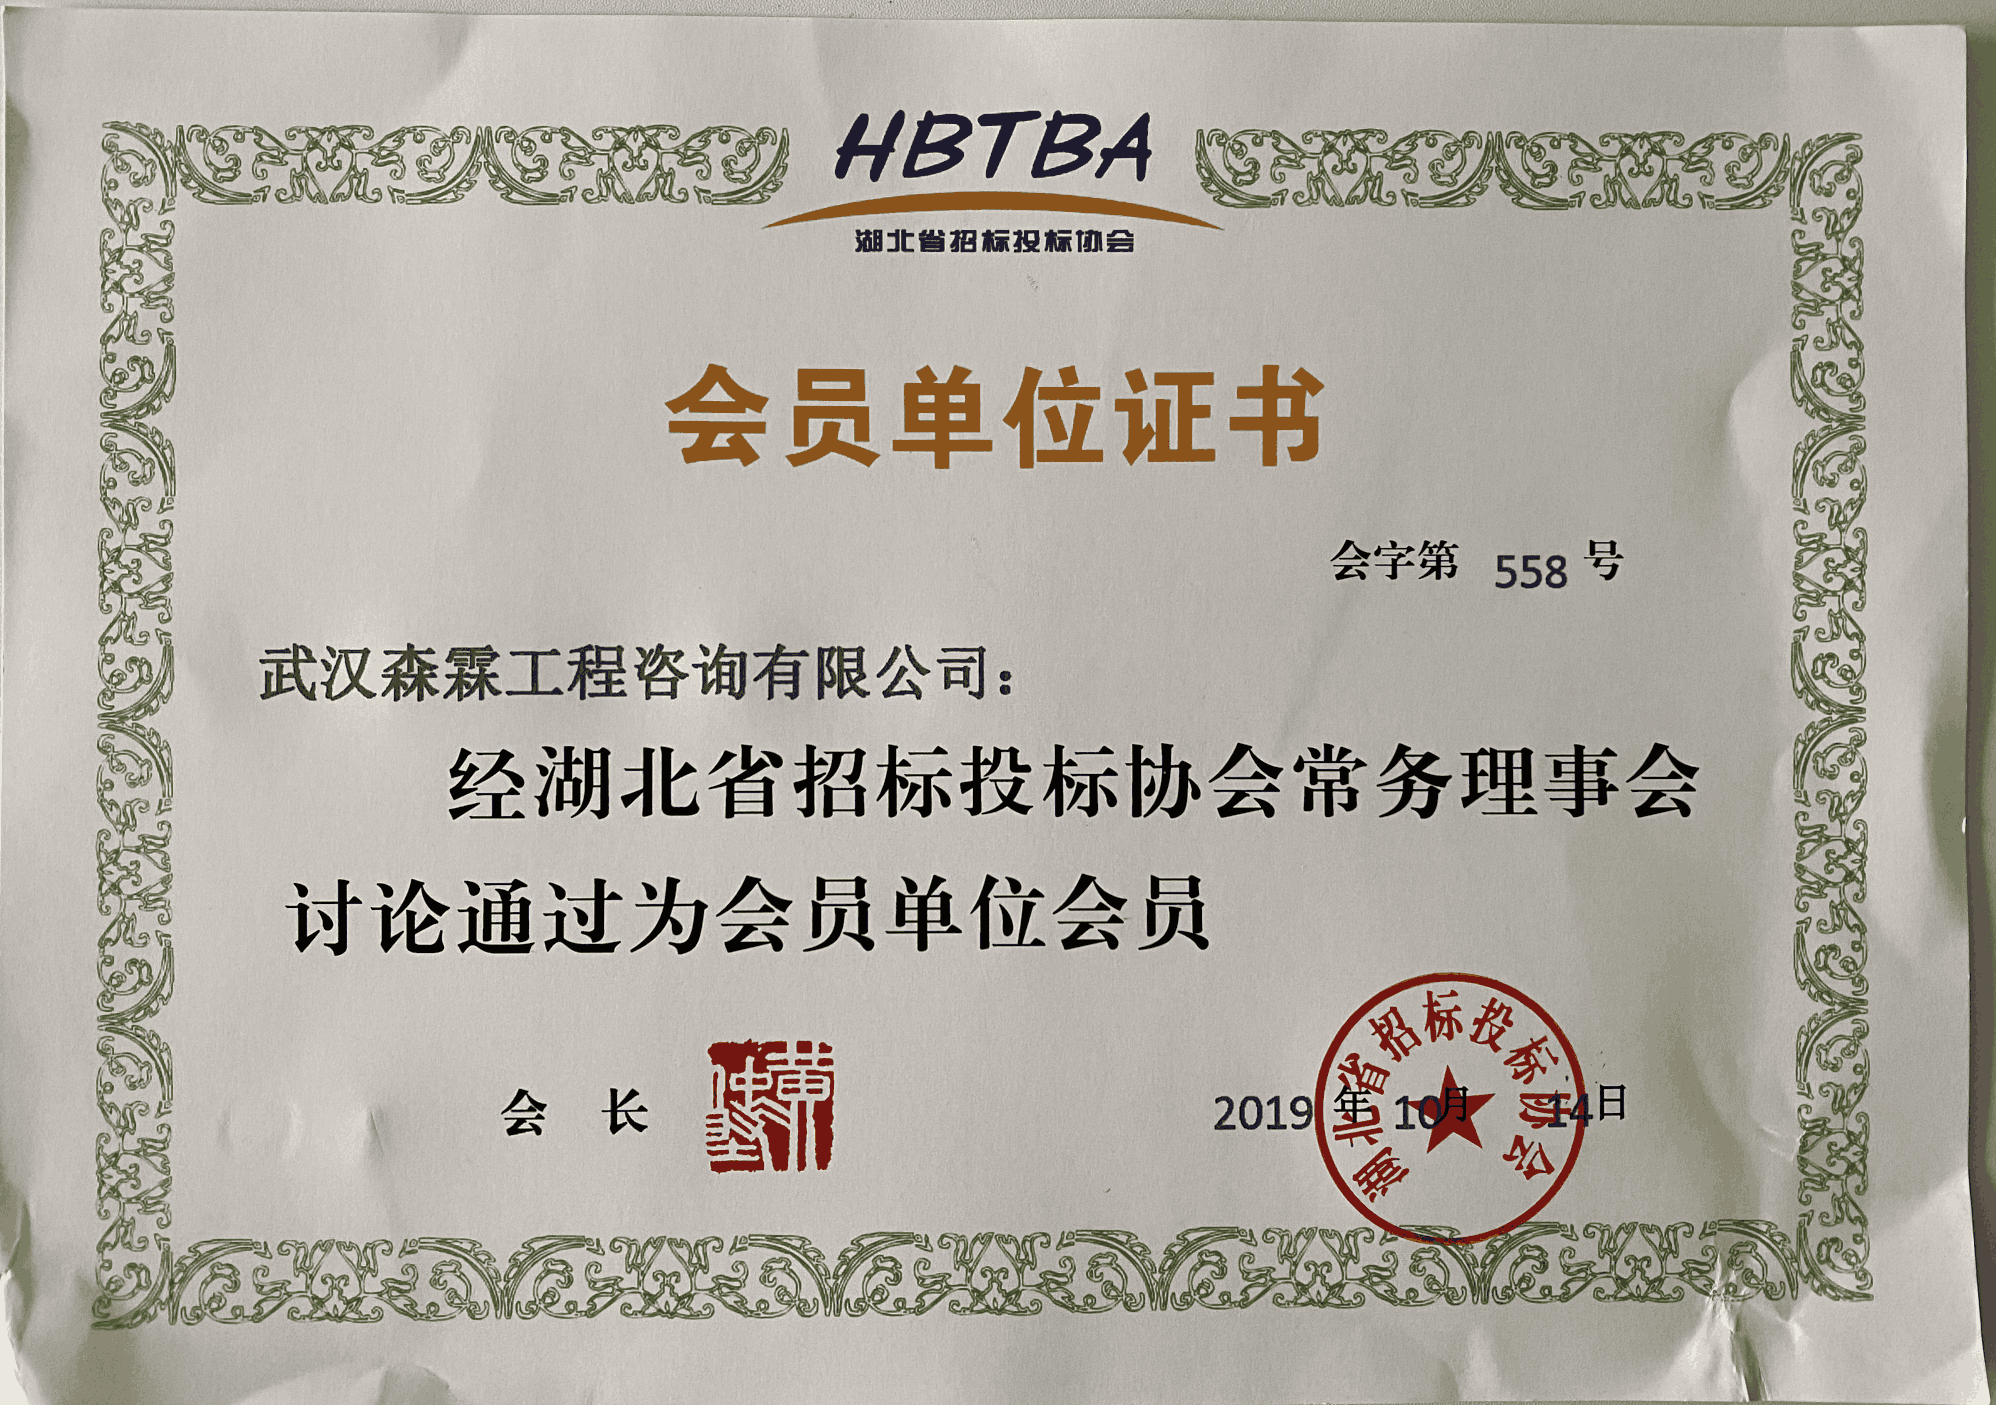 HBTBA
湖北省招标投标协会
会员单位证书
会字第 558 号
武汉森霖工程咨询有限公司：
经湖北省招标投标协会常务理事会
讨论通过为会员单位会员
会 长
2019 年 10月 14日
湖北省招标投标协会